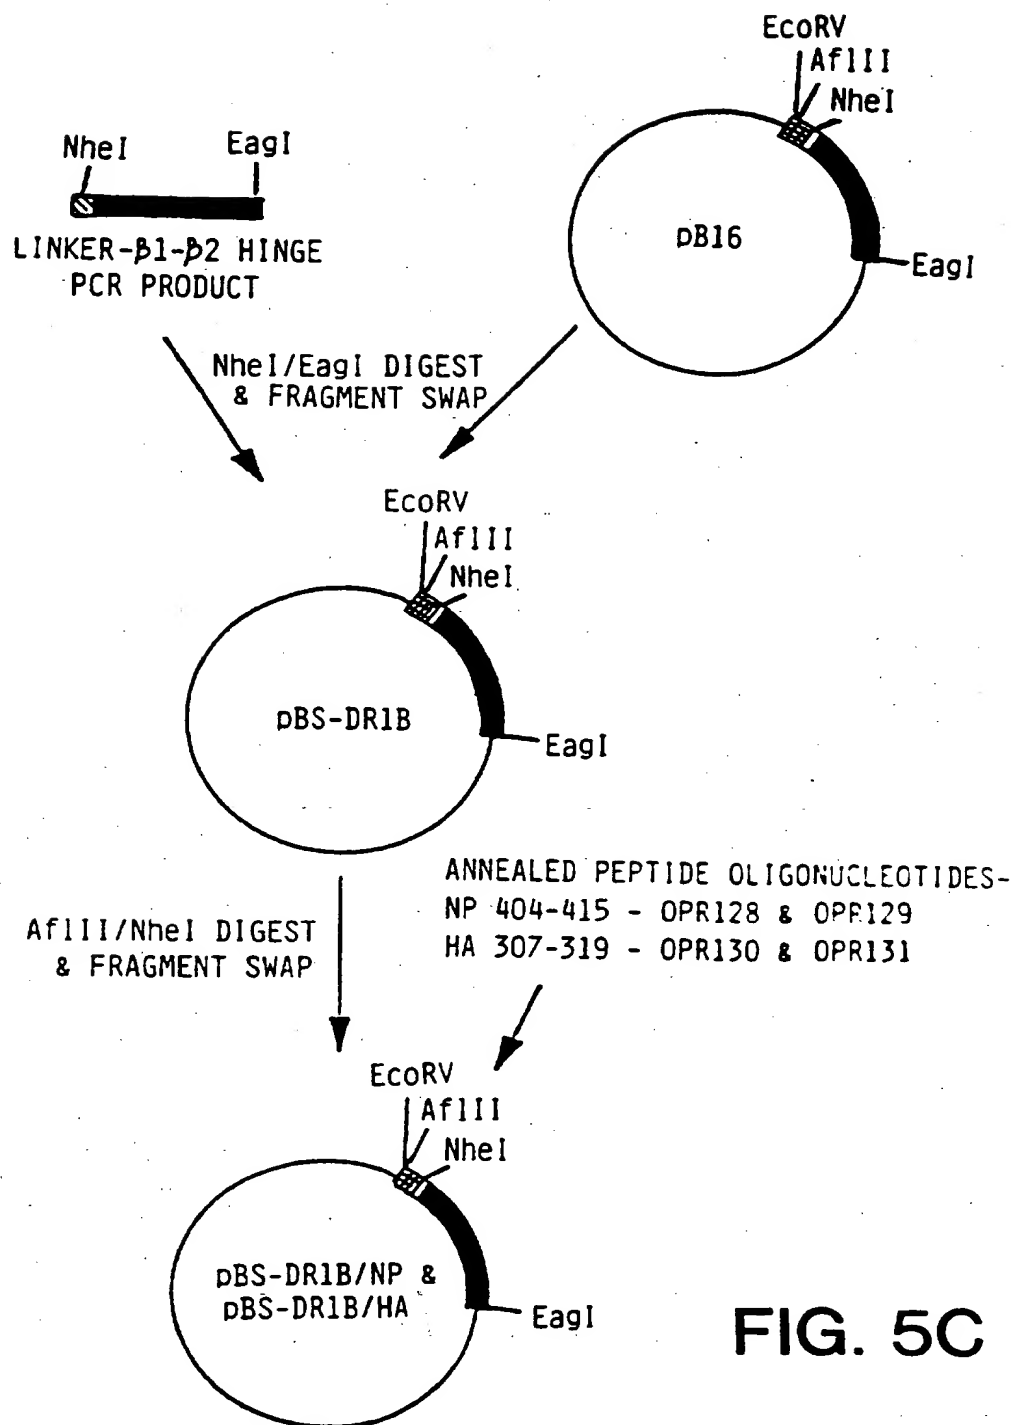 EcoRV
AflII
NheI
NheI
EagI
pB16
EagI
LINKER-β1-β2 HINGE
PCR PRODUCT
NheI/EagI DIGEST
& FRAGMENT SWAP
EcoRV
AflII
NheI
pBS-DR1B
EagI
ANNEALED PEPTIDE OLIGONUCLEOTIDES-
NP 404-415 - OPR128 & OPR129
HA 307-319 - OPR130 & OPR131
AflII/NheI DIGEST
& FRAGMENT SWAP
EcoRV
AflII
NheI
pBS-DR1B/NP &
pBS-DR1B/HA
EagI
FIG. 5C